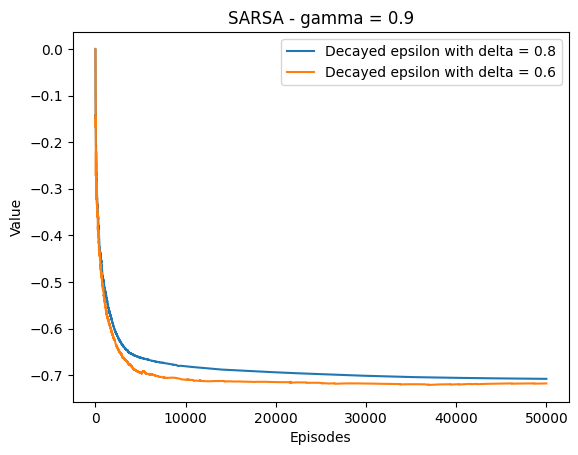 SARSA - gamma = 0.9
Decayed epsilon with delta = 0.8
Decayed epsilon with delta = 0.6
Value
0.0
−0.1
−0.2
−0.3
−0.4
−0.5
−0.6
−0.7
0 10000 20000 30000 40000 50000
Episodes